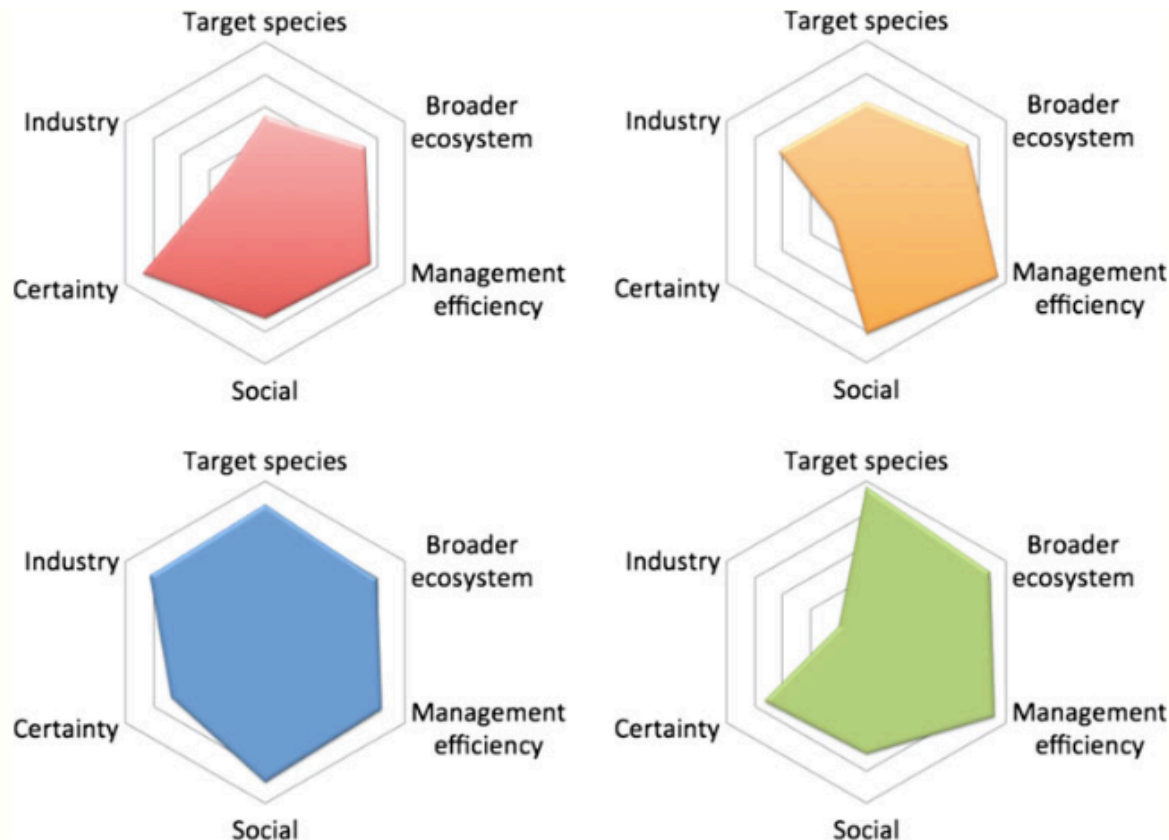 Target species
Broader
ecosystem
Management
efficiency
Social
Certainty
Industry
Target species
Broader
ecosystem
Management
efficiency
Social
Certainty
Industry
Target species
Broader
ecosystem
Management
efficiency
Social
Certainty
Industry
Target species
Broader
ecosystem
Management
efficiency
Social
Certainty
Industry